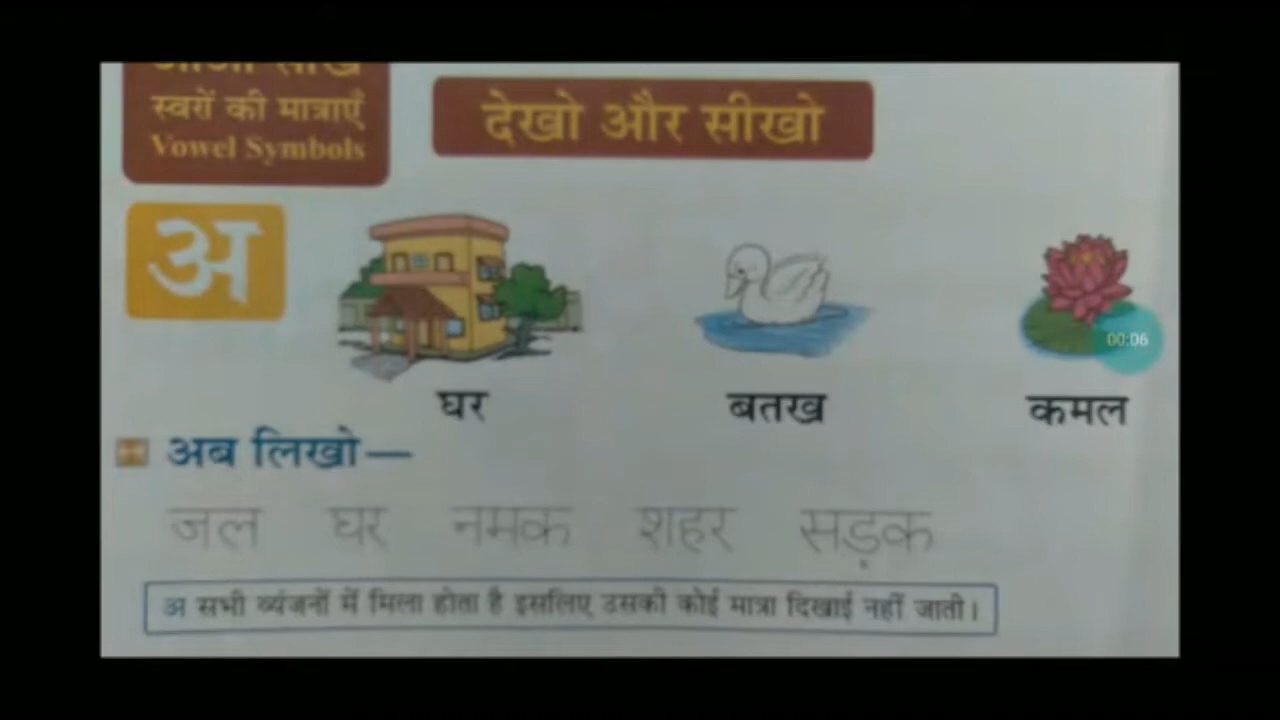 स्वरों की मात्राएँ
Vowel Symbols
देखो और सीखो
अ
घर बतख कमल
00:06
अब लिखो—
जल घर नमक शहर सड़क
अ सभी व्यंजनों में मिला होता है इसलिए उसकी कोई मात्रा दिखाई नहीं जाती।